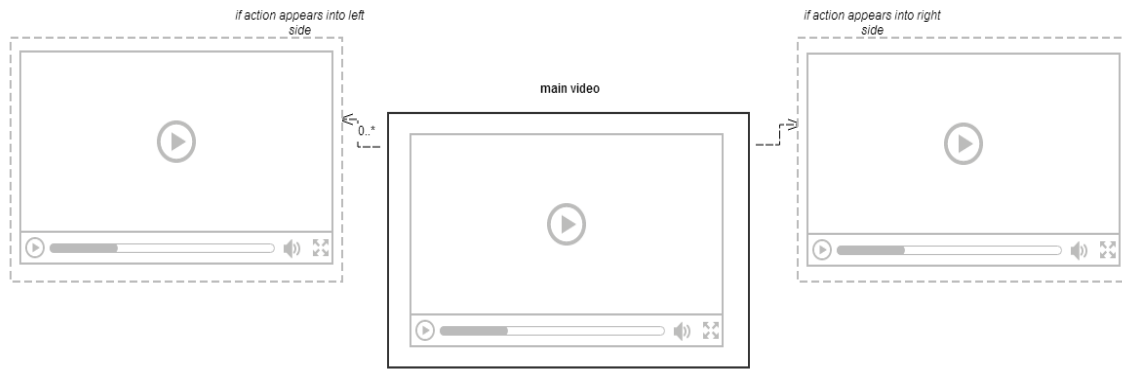 if action appears into left
side
if action appears into right
side
main video
0..*